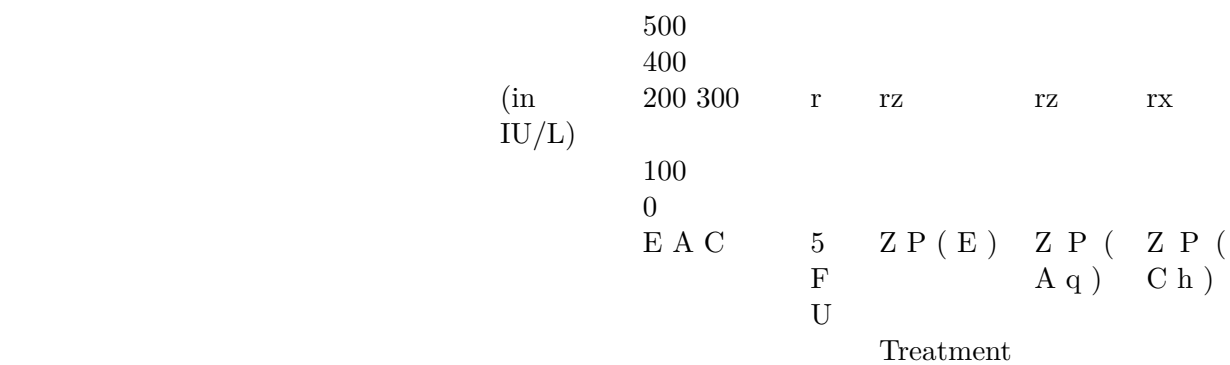 500
400
(in 200 300 r rz rz rx
IU/L)
100
0
E A C 5 Z P ( E ) Z P ( Z P (
F A q ) C h )
U
Treatment